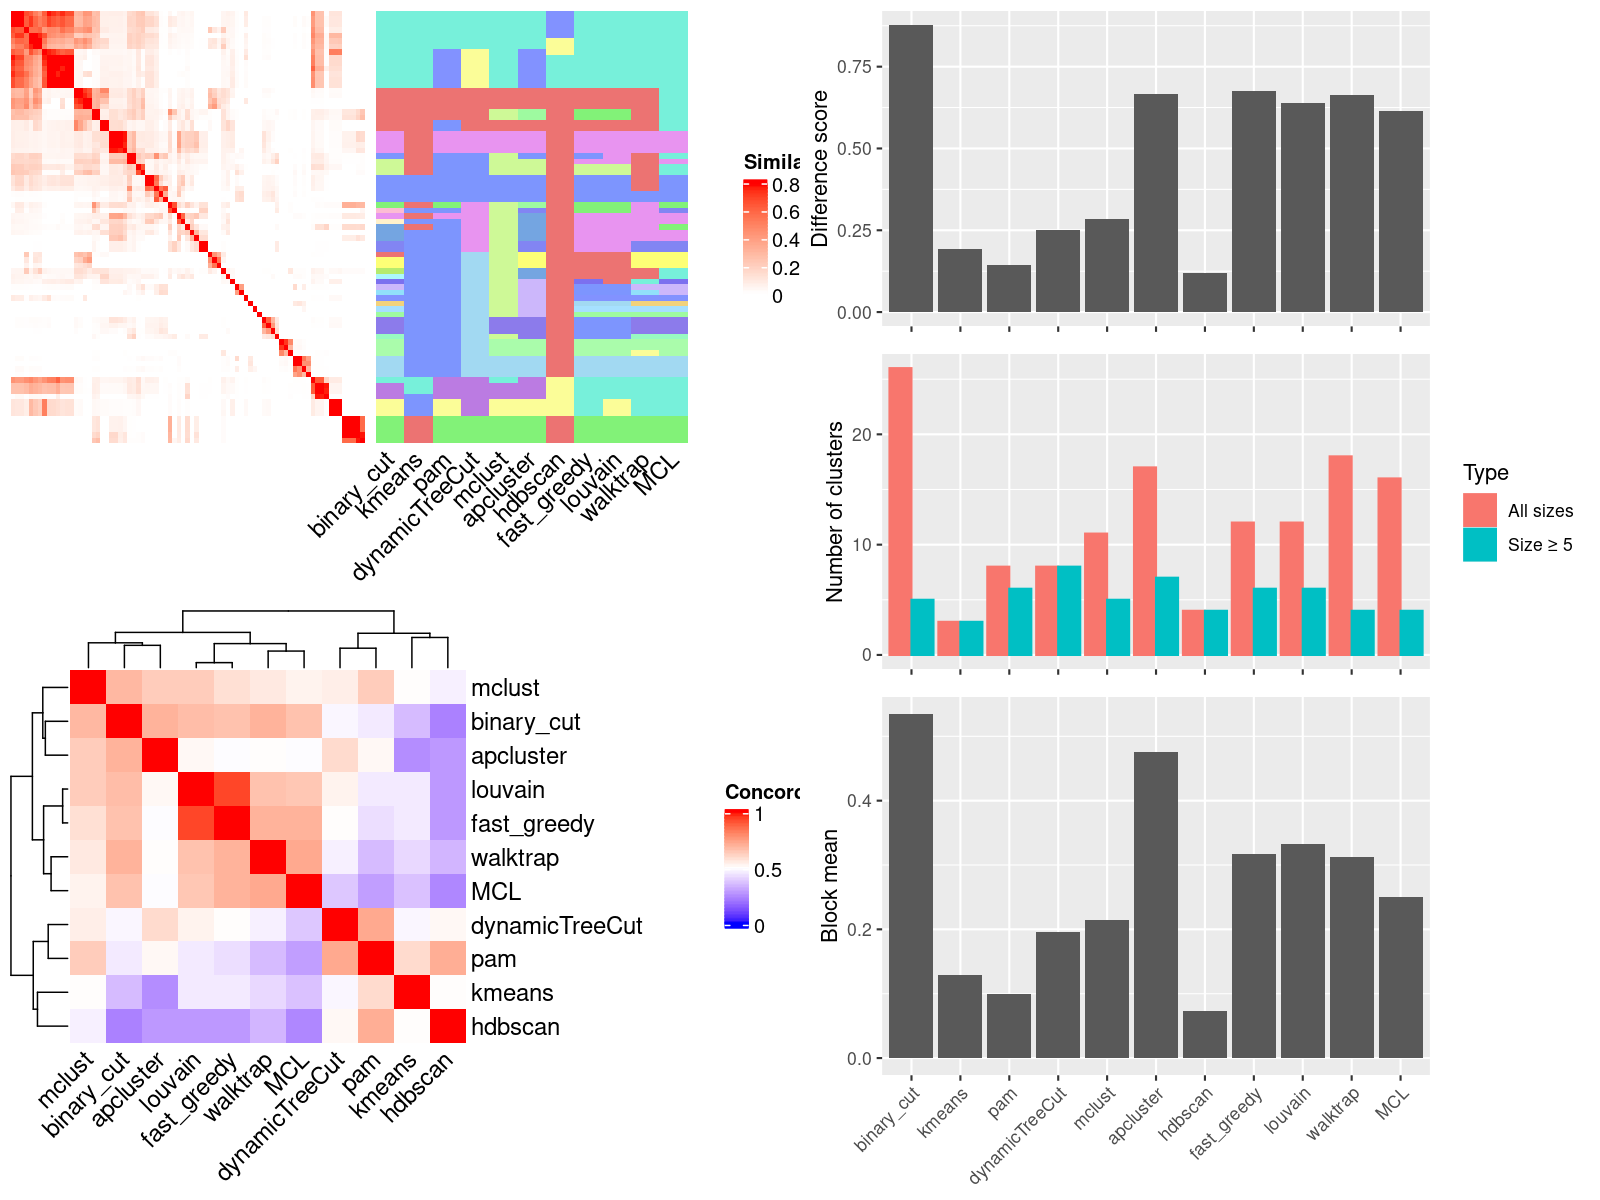 Simila
0.8
0.6
0.4
0.2
0
binary_cut
kmeans
pam
dynamicTreeCut
mclust
apcluster
hdbscan
fast_greedy
louvain
walktrap
MCL
mclust
binary_cut
apcluster
louvain
fast_greedy
walktrap
MCL
dynamicTreeCut
pam
kmeans
hdbscan
mclust
binary_cut
apcluster
louvain
fast_greedy
walktrap
MCL
dynamicTreeCut
pam
kmeans
hdbscan
Concord
1
0.5
0
Difference score
0.75
0.50
0.25
0.00
Number of clusters
20
10
0
Type
All sizes
Size ≥ 5
Block mean
0.4
0.2
0.0
binary_cut
kmeans
pam
dynamicTreeCut
mclust
apcluster
hdbscan
fast_greedy
louvain
walktrap
MCL